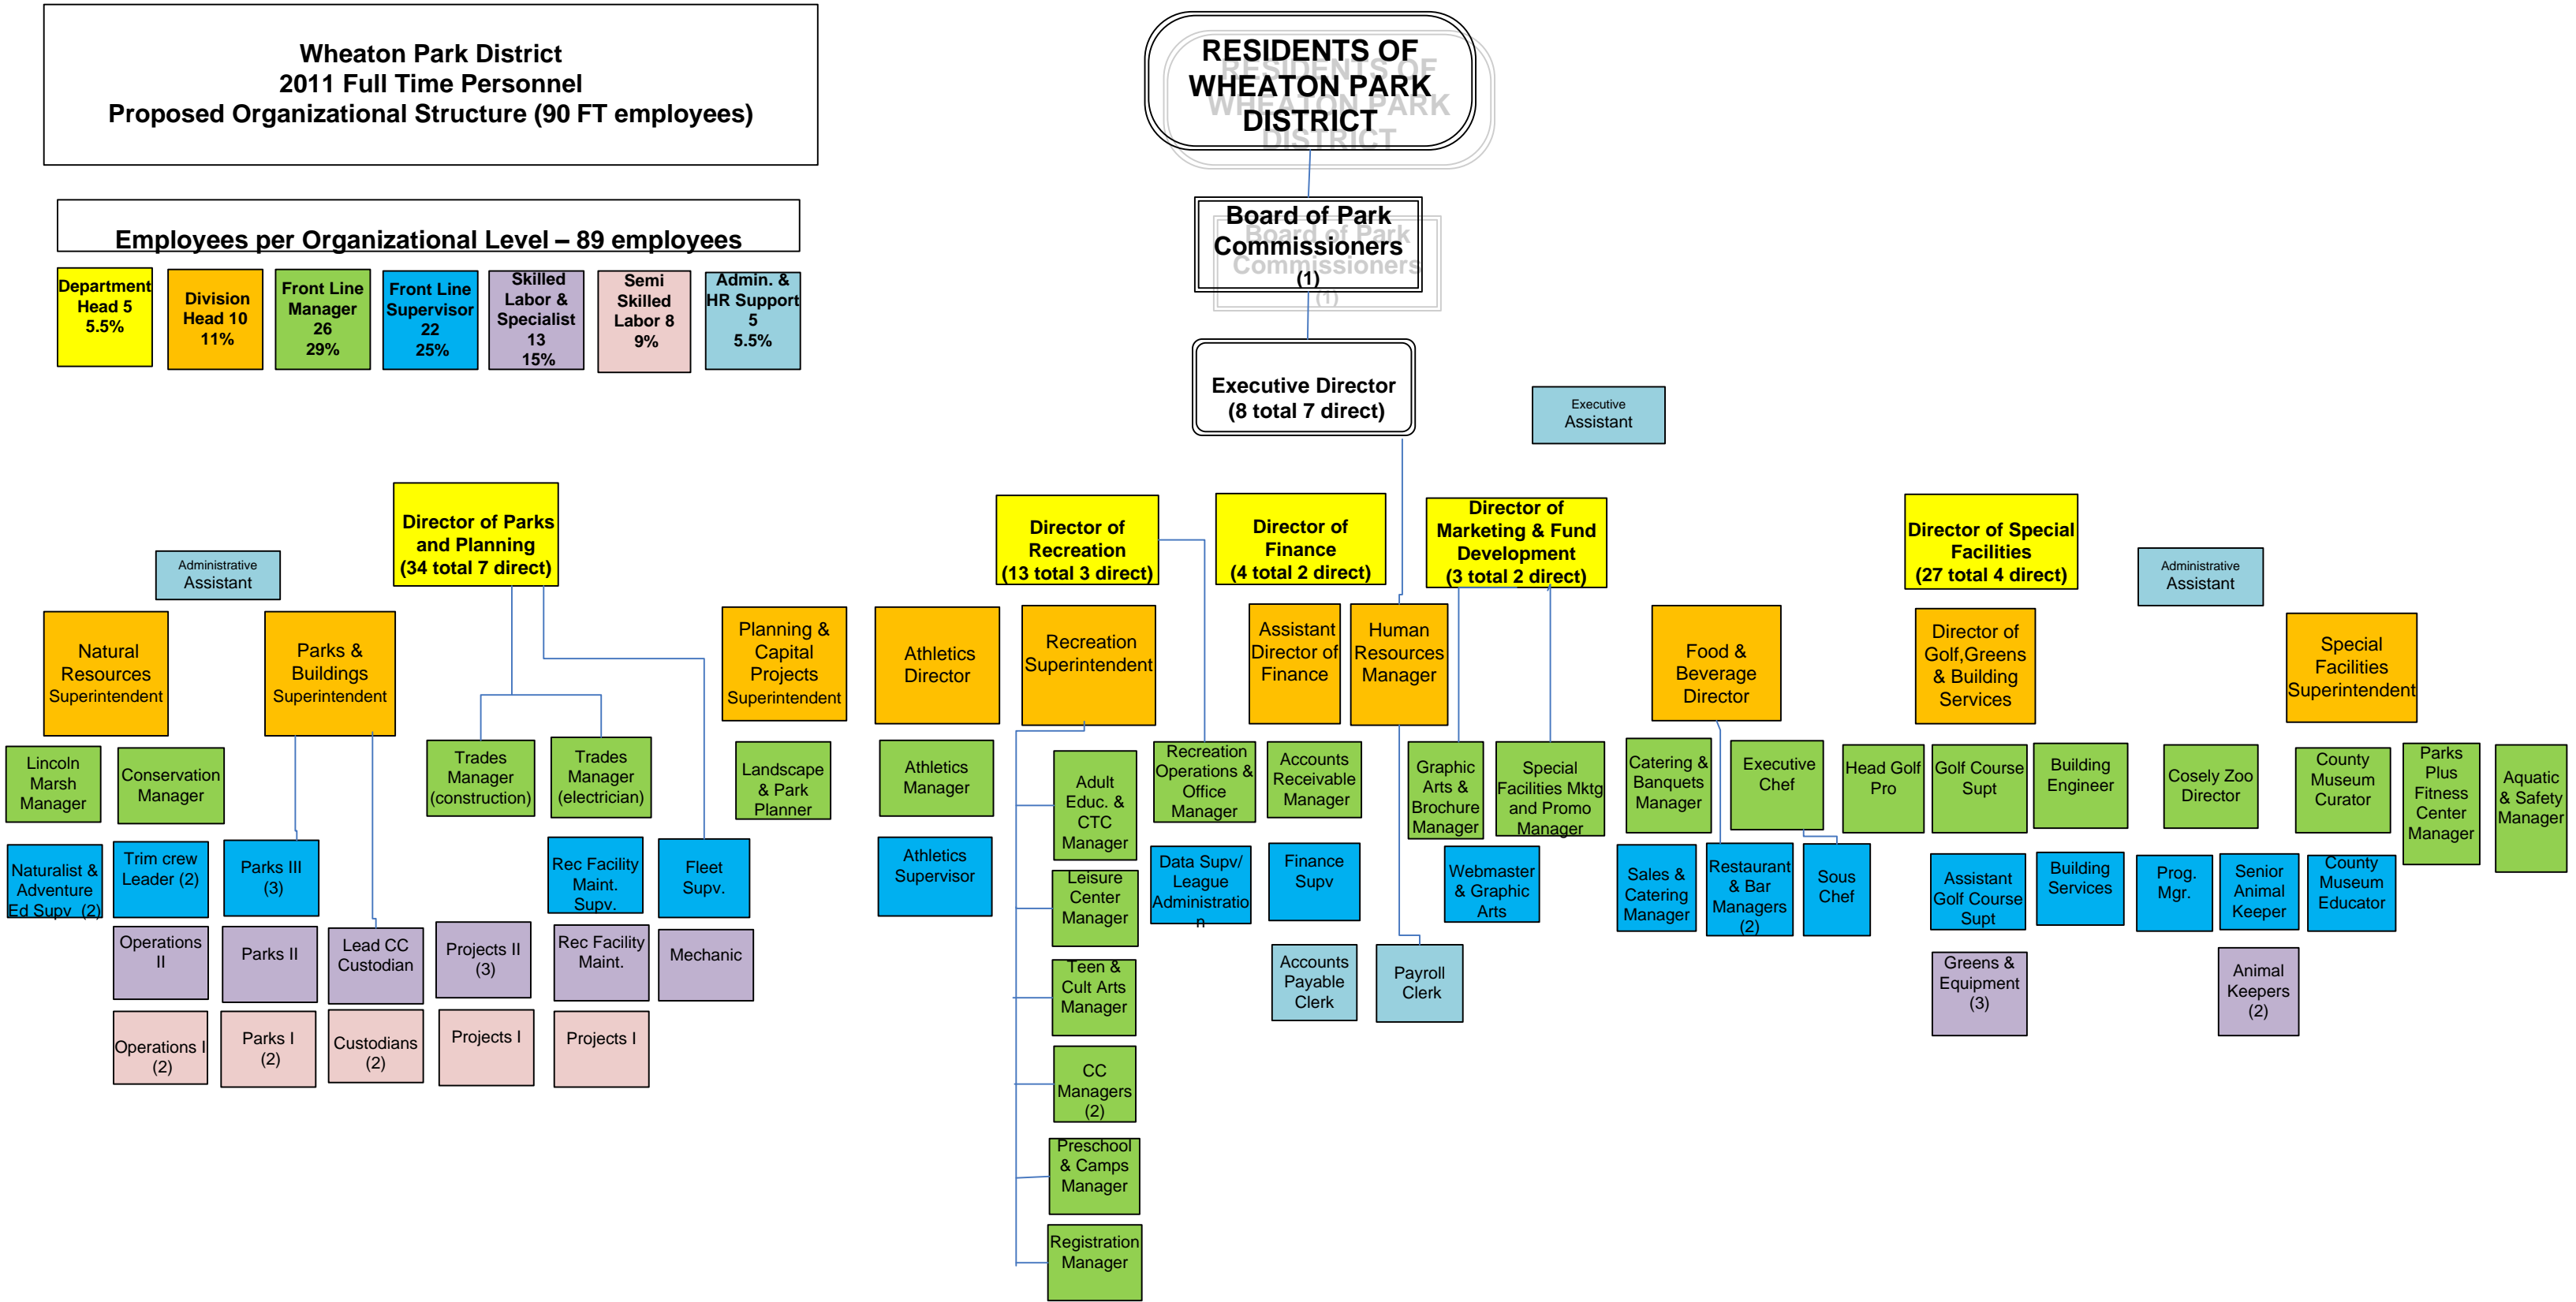 Wheaton Park District
2011 Full Time Personnel
Proposed Organizational Structure (90 FT employees)
RESIDENTS OF
WHEATON PARK
DISTRICT
Employees per Organizational Level – 89 employees
Department
Head 5
5.5%
Division
Head 10
11%
Front Line
Manager
26
29%
Front Line
Supervisor
22
25%
Skilled
Labor &
Specialist
13
15%
Semi
Skilled
Labor 8
9%
Admin. &
HR Support
5
5.5%
Board of Park
Commissioners
(1)
Executive Director
(8 total 7 direct)
Executive
Assistant
Director of Parks
and Planning
(34 total 7 direct)
Director of
Recreation
(13 total 3 direct)
Director of
Finance
(4 total 2 direct)
Director of
Marketing & Fund
Development
(3 total 2 direct)
Director of Special
Facilities
(27 total 4 direct)
Administrative
Assistant
Administrative
Assistant
Natural
Resources
Superintendent
Parks &
Buildings
Superintendent
Planning &
Capital
Projects
Superintendent
Athletics
Director
Recreation
Superintendent
Assistant
Director of
Finance
Human
Resources
Manager
Food &
Beverage
Director
Director of
Golf,Greens
& Building
Services
Special
Facilities
Superintendent
Lincoln
Marsh
Manager
Conservation
Manager
Trades
Manager
(construction)
Trades
Manager
(electrician)
Landscape
& Park
Planner
Athletics
Manager
Adult
Educ. &
CTC
Manager
Recreation
Operations &
Office
Manager
Accounts
Receivable
Manager
Graphic
Arts &
Brochure
Manager
Special
Facilities Mktg
and Promo
Manager
Catering &
Banquets
Manager
Executive
Chef
Head Golf
Pro
Golf Course
Supt
Building
Engineer
Cosely Zoo
Director
County
Museum
Curator
Parks
Plus
Fitness
Center
Manager
Aquatic
& Safety
Manager
Naturalist &
Adventure
Ed Supv (2)
Trim crew
Leader (2)
Parks III
(3)
Rec Facility
Maint.
Supv.
Fleet
Supv.
Athletics
Supervisor
Leisure
Center
Manager
Data Supv/
League
Administratio
n
Finance
Supv
Webmaster
& Graphic
Arts
Sales &
Catering
Manager
Restaurant
& Bar
Managers
(2)
Sous
Chef
Assistant
Golf Course
Supt
Building
Services
Prog.
Mgr.
Senior
Animal
Keeper
County
Museum
Educator
Operations
II
Parks II
Lead CC
Custodian
Projects II
(3)
Rec Facility
Maint.
Mechanic
Teen &
Cult Arts
Manager
Accounts
Payable
Clerk
Payroll
Clerk
Greens &
Equipment
(3)
Animal
Keepers
(2)
Operations I
(2)
Parks I
(2)
Custodians
(2)
Projects I
Projects I
CC
Managers
(2)
Preschool
& Camps
Manager
Registration
Manager